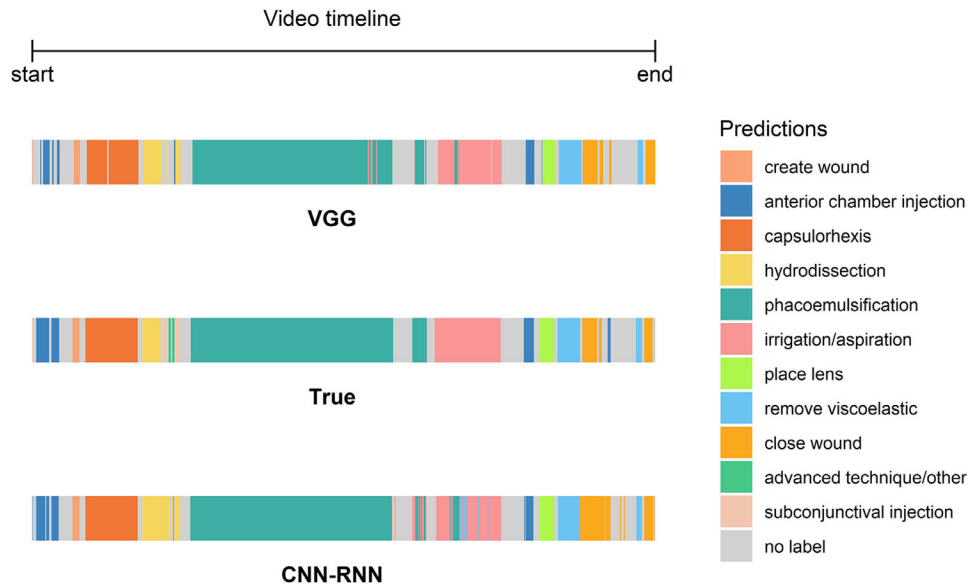 Video timeline
start
end
VGG
True
CNN-RNN
Predictions
create wound
anterior chamber injection
capsulorhexis
hydrodissection
phacoemulsification
irrigation/aspiration
place lens
remove viscoelastic
close wound
advanced technique/other
subconjunctival injection
no label